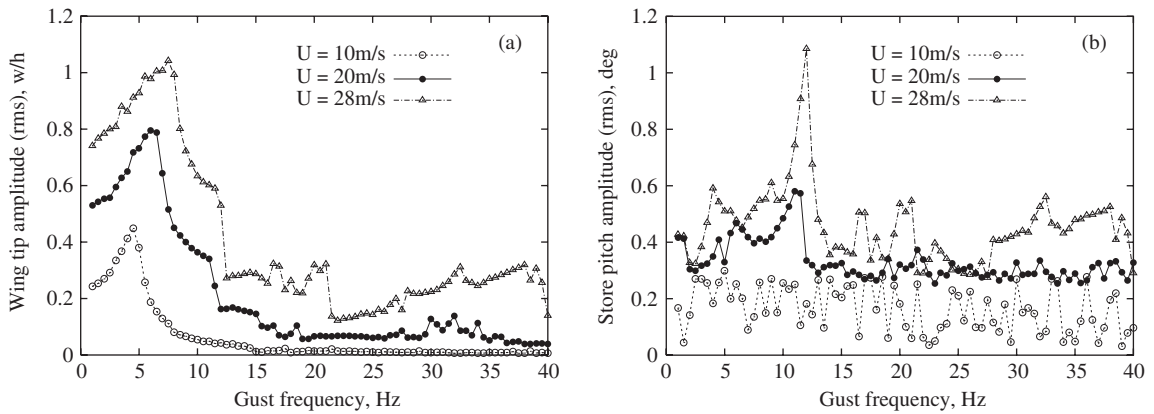 (a)
U = 10m/s
U = 20m/s
U = 28m/s
Wing tip amplitude (rms), w/h
1.2
1
0.8
0.6
0.4
0.2
0
0 5 10 15 20 25 30 35 40
Gust frequency, Hz
(b)
U = 10m/s
U = 20m/s
U = 28m/s
Store pitch amplitude (rms), deg
1.2
1
0.8
0.6
0.4
0.2
0
0 5 10 15 20 25 30 35 40
Gust frequency, Hz